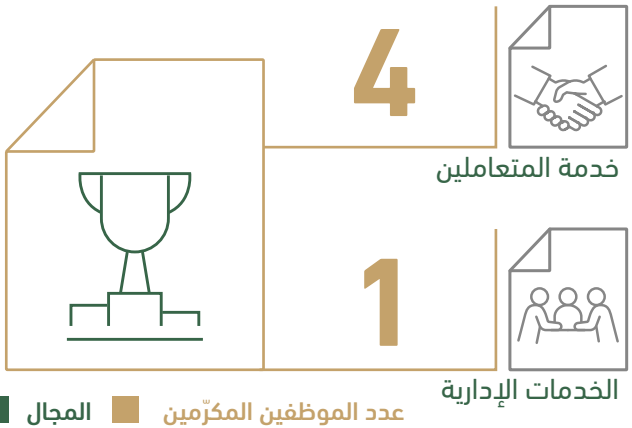 4
خدمة المتعاملين
1
الخدمات الإدارية
المجال
عدد الموظفين المكرّمين